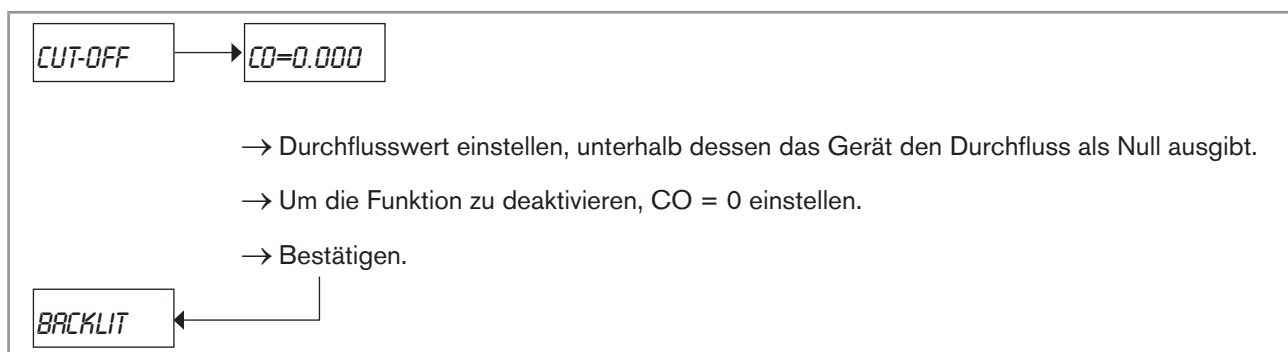 CUT-OFF CO=0.000
→ Durchflusswert einstellen, unterhalb dessen das Gerät den Durchfluss als Null ausgibt.
→ Um die Funktion zu deaktivieren, CO = 0 einstellen.
→ Bestätigen.
BACKLIT